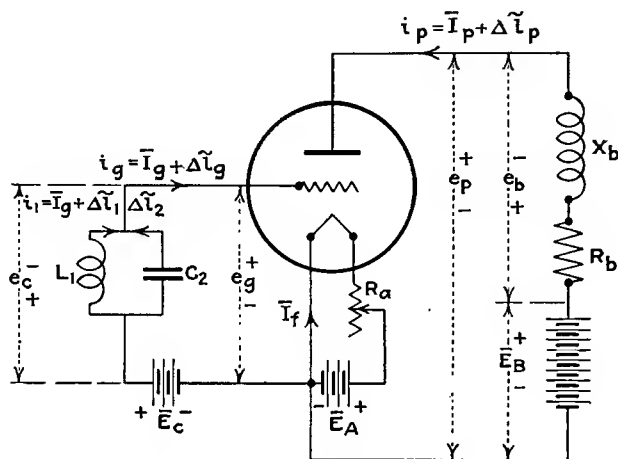 i_p = Ī_p + Δĩ_p
i_g = Ī_g + Δĩ_g
i_1 = Ī_g + Δĩ_1 Δĩ_2
e_c - +
L_1
C_2
e_g + -
Ī_f
R_a
e_p + -
e_b - +
X_b
R_b
Ē_B + -
+ Ē_c -
- Ē_A +